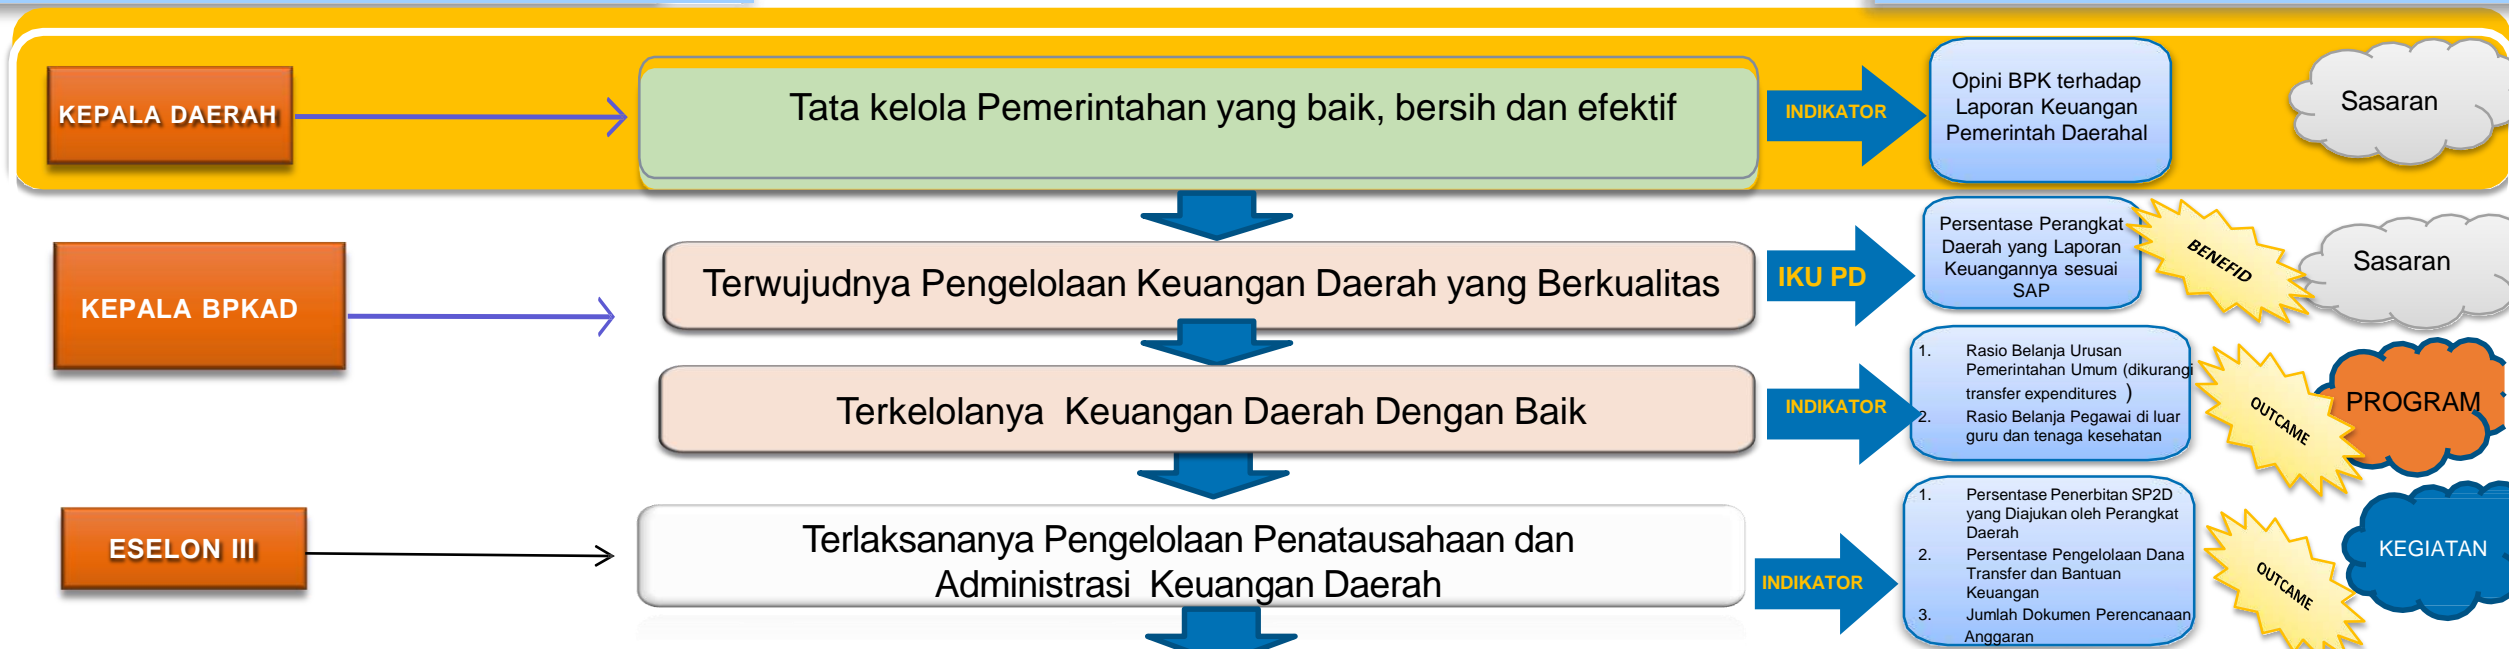 KEPALA DAERAH
Tata kelola Pemerintahan yang baik, bersih dan efektif
INDIKATOR
Opini BPK terhadap
Laporan Keuangan
Pemerintah Daerahal
Sasaran
KEPALA BPKAD
Terwujudnya Pengelolaan Keuangan Daerah yang Berkualitas
IKU PD
Persentase Perangkat
Daerah yang Laporan
Keuangannya sesuai
SAP
BENEFID
Sasaran
Terkelolanya Keuangan Daerah Dengan Baik
INDIKATOR
1. Rasio Belanja Urusan
Pemerintahan Umum (dikurangi
transfer expenditures )
2. Rasio Belanja Pegawai di luar
guru dan tenaga kesehatan
OUTCAME
PROGRAM
ESELON III
Terlaksananya Pengelolaan Penatausahaan dan
Administrasi Keuangan Daerah
INDIKATOR
1. Persentase Penerbitan SP2D
yang Diajukan oleh Perangkat
Daerah
2. Persentase Pengelolaan Dana
Transfer dan Bantuan
Keuangan
3. Jumlah Dokumen Perencanaan
Anggaran
OUTCAME
KEGIATAN